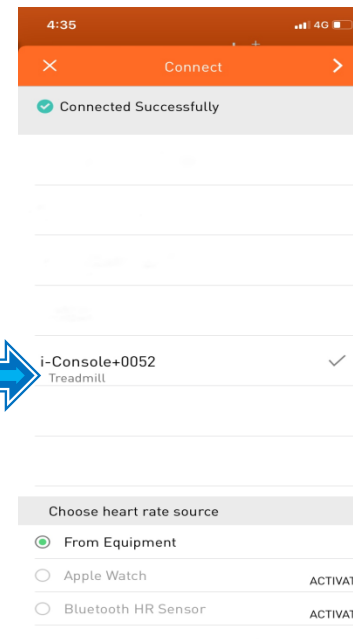 4:35
4G
Connect
Connected Successfully
i-Console+0052
Treadmill
Choose heart rate source
From Equipment
Apple Watch
ACTIVAT
Bluetooth HR Sensor
ACTIVAT